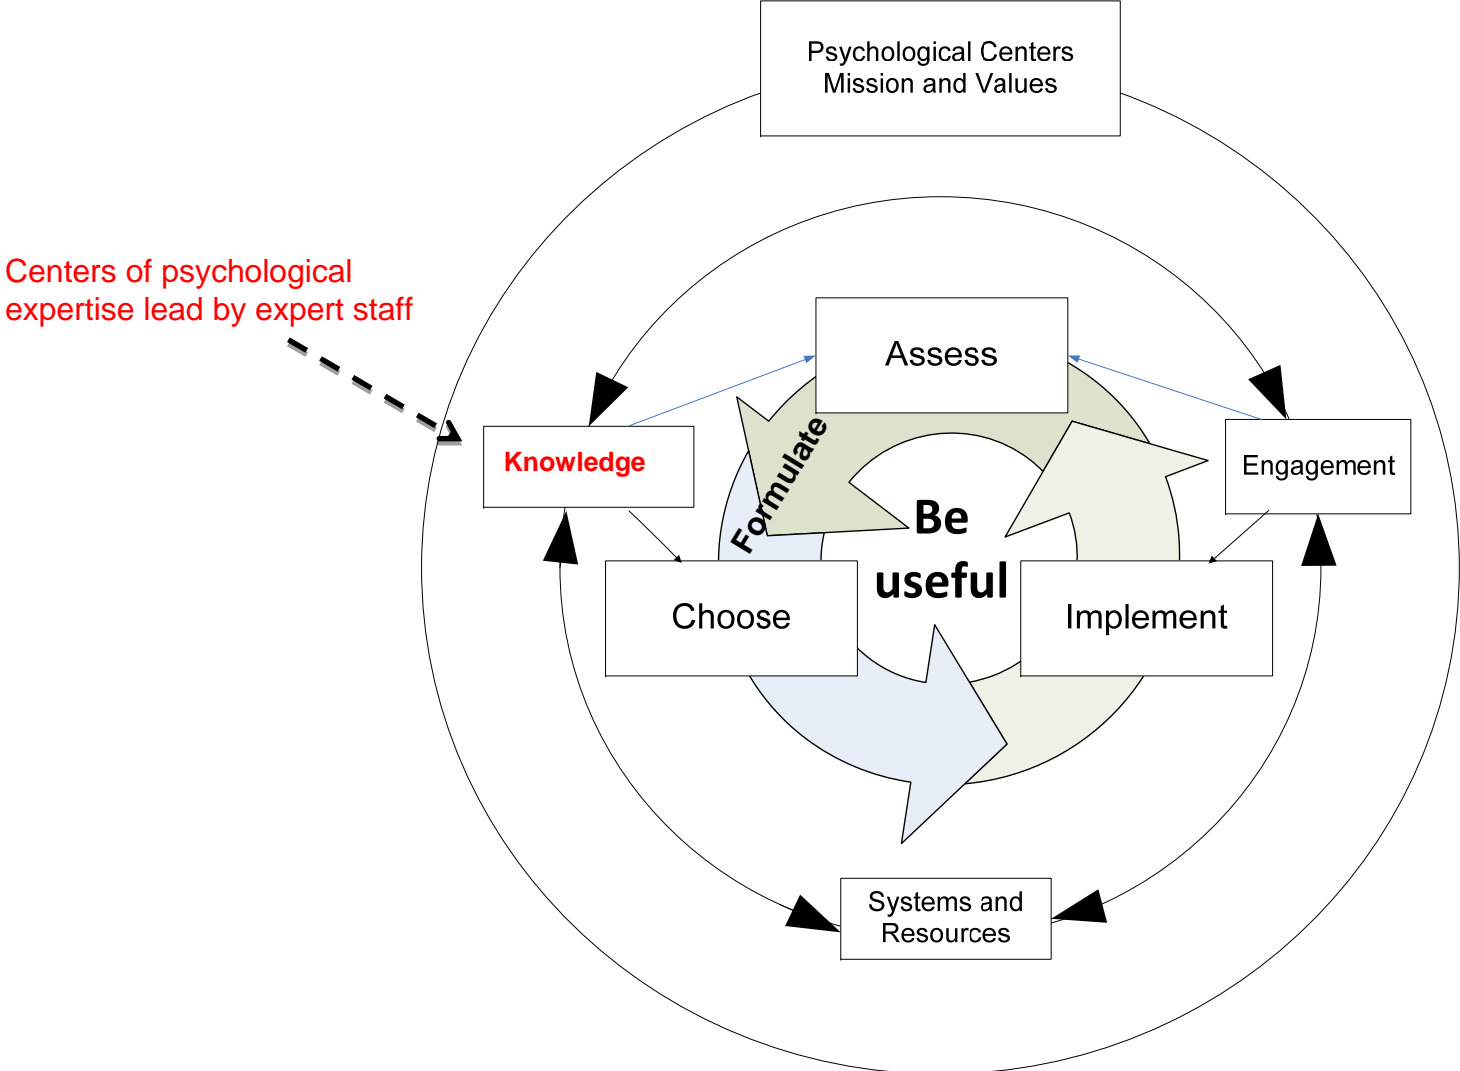 Psychological Centers
Mission and Values
Centers of psychological
expertise lead by expert staff
Assess
Knowledge
Engagement
Formulate
Be
useful
Choose
Implement
Systems and
Resources